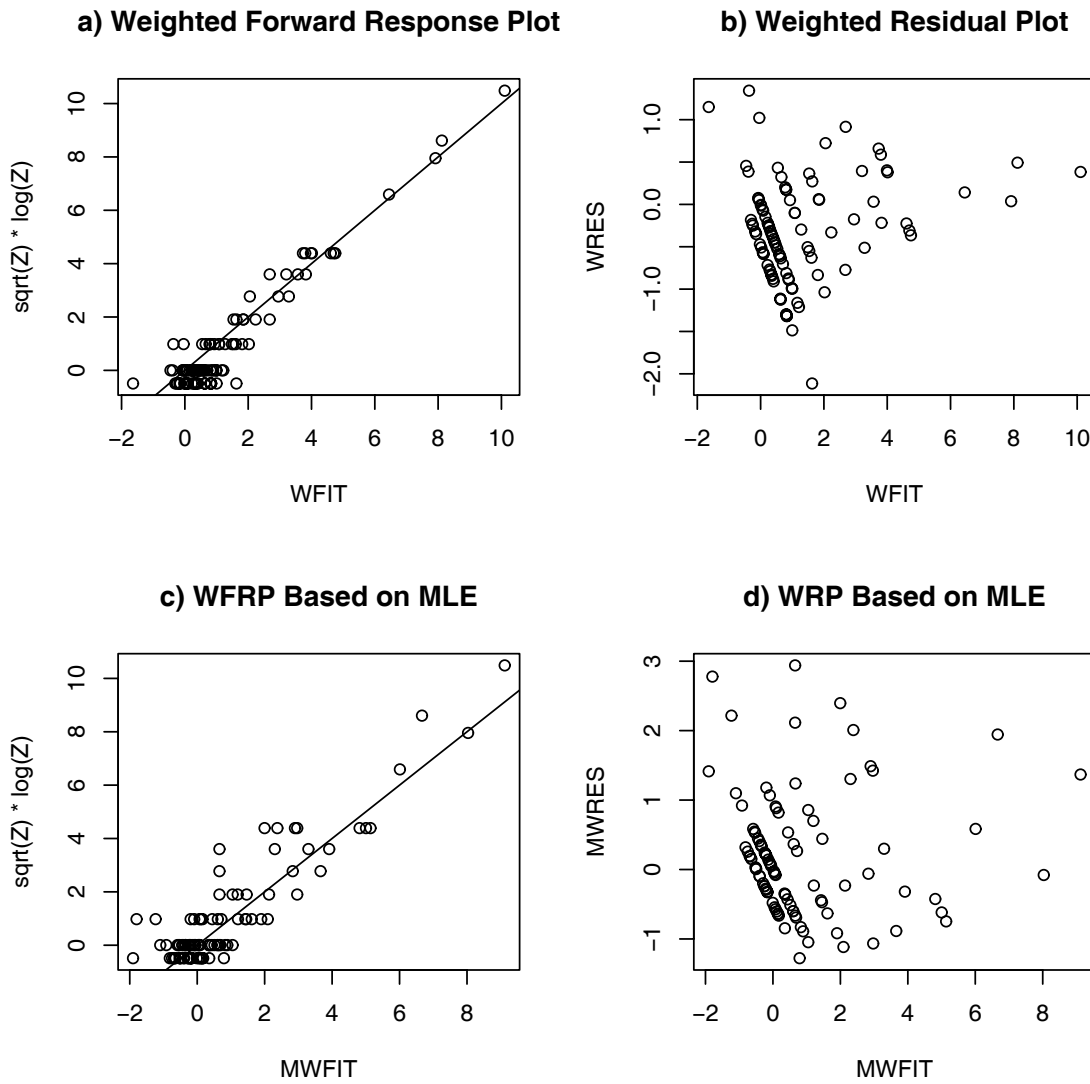 a) Weighted Forward Response Plot
sqrt(Z) * log(Z)
10
8
6
4
2
0
−2 0 2 4 6 8 10
WFIT
b) Weighted Residual Plot
WRES
1.0
0.0
−1.0
−2.0
−2 0 2 4 6 8 10
WFIT
c) WFRP Based on MLE
sqrt(Z) * log(Z)
10
8
6
4
2
0
−2 0 2 4 6 8
MWFIT
d) WRP Based on MLE
MWRES
3
2
1
0
−1
−2 0 2 4 6 8
MWFIT